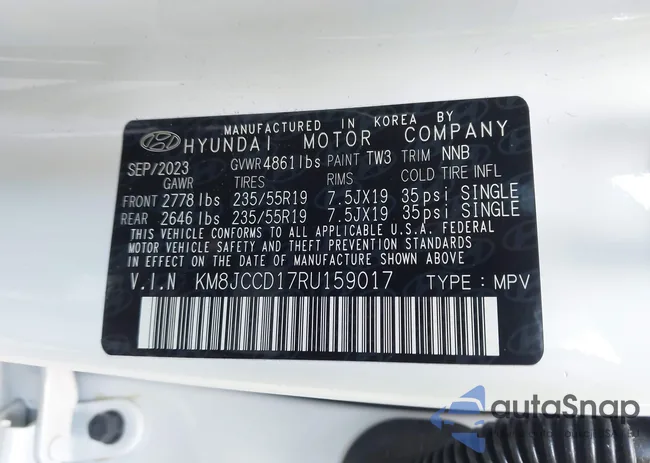 MANUFACTURED IN KOREA BY
HYUNDAI MOTOR COMPANY
SEP/2023 GVWR 4861lbs PAINT TW3 TRIM NNB
GAWR TIRES RIMS COLD TIRE INFL
FRONT 2778 lbs 235/55R19 7.5JX19 35psi SINGLE
REAR 2646 lbs 235/55R19 7.5JX19 35psi SINGLE
THIS VEHICLE CONFORMS TO ALL APPLICABLE U.S.A. FEDERAL
MOTOR VEHICLE SAFETY AND THEFT PREVENTION STANDARDS
IN EFFECT ON THE DATE OF MANUFACTURE SHOWN ABOVE.
V.I.N KM8JCCD17RU159017 TYPE : MPV
autoSnap